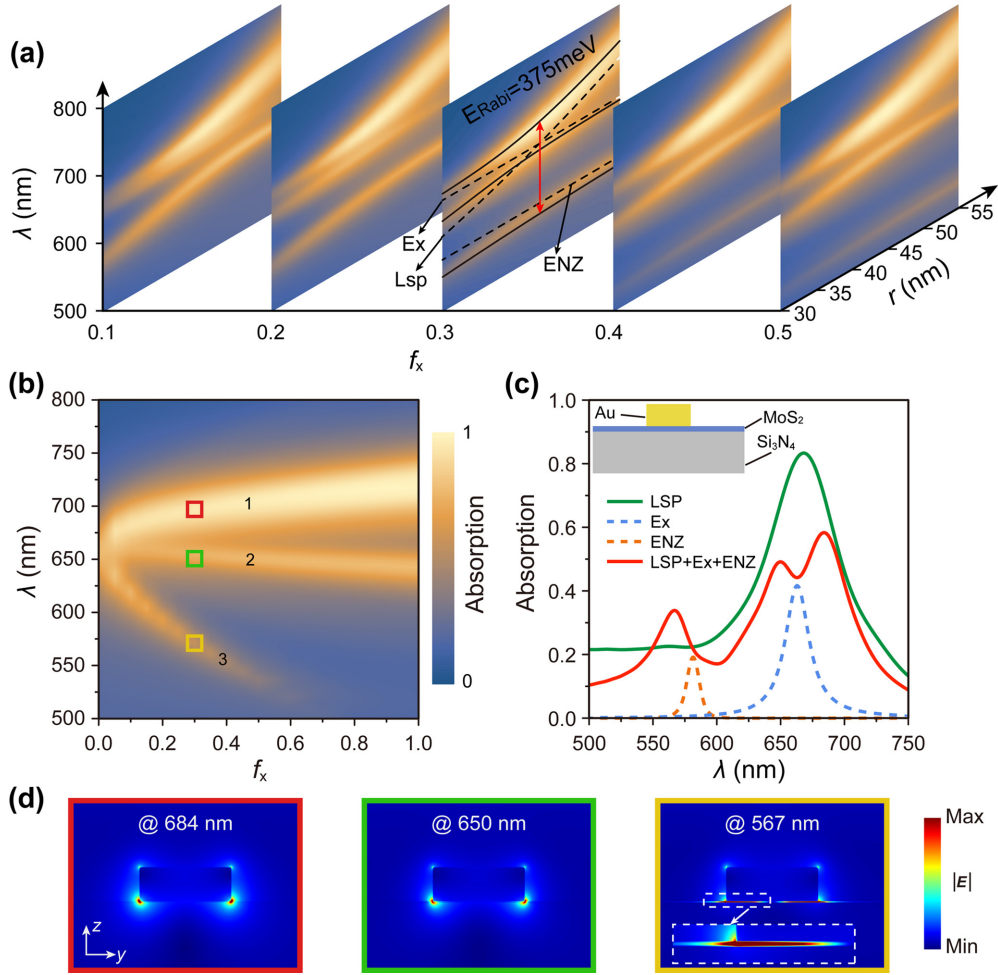 (a)
E_Rabi=375meV
λ (nm)
800
700
600
500
Ex
Lsp
ENZ
0.1
0.2
0.3
0.4
0.5
f_x
30
35
40
45
50
55
r (nm)
(b)
800
750
700
650
600
550
500
λ (nm)
1
2
3
0.0
0.2
0.4
0.6
0.8
1.0
f_x
1
0
Absorption
(c)
1.0
0.8
0.6
0.4
0.2
0.0
Absorption
Au
MoS₂
Si₃N₄
LSP
Ex
ENZ
LSP+Ex+ENZ
500
550
600
650
700
750
λ (nm)
(d)
@ 684 nm
z
y
@ 650 nm
@ 567 nm
Max
|E|
Min